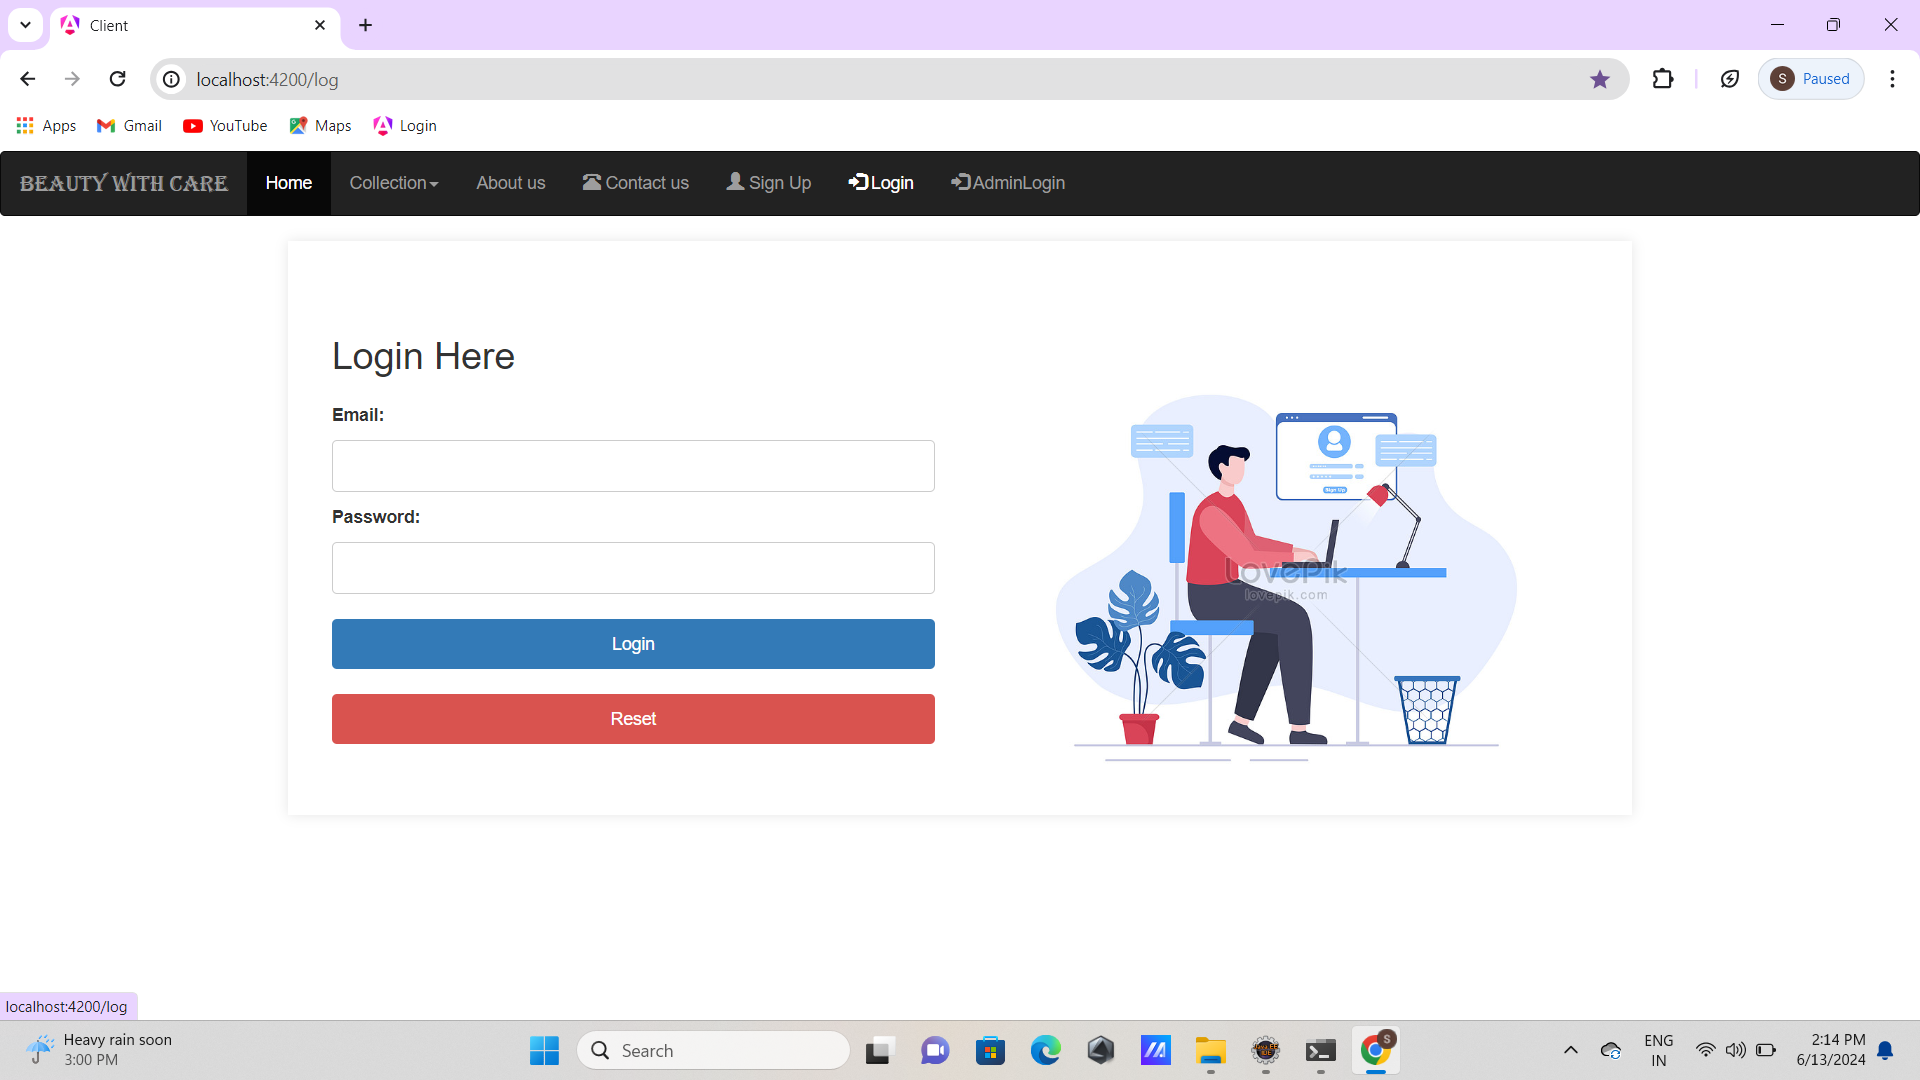 Client
localhost:4200/log
S
Paused
Apps
Gmail
YouTube
Maps
Login
BEAUTY WITH CARE
Home
Collection
About us
Contact us
Sign Up
Login
AdminLogin
Login Here
Email:
Password:
Login
Reset
Sign Up
LovePik
lovepik.com
localhost:4200/log
Heavy rain soon
3:00 PM
Search
S
ENG
IN
2:14 PM
6/13/2024